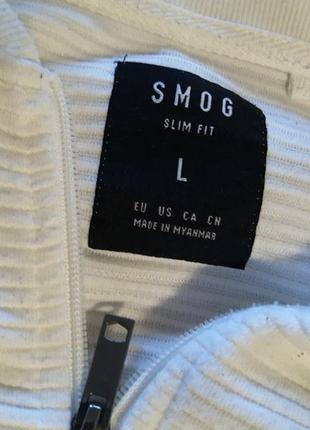 SMOG
SLIM FIT
L
EU US CA CN
MADE IN MYANMAR